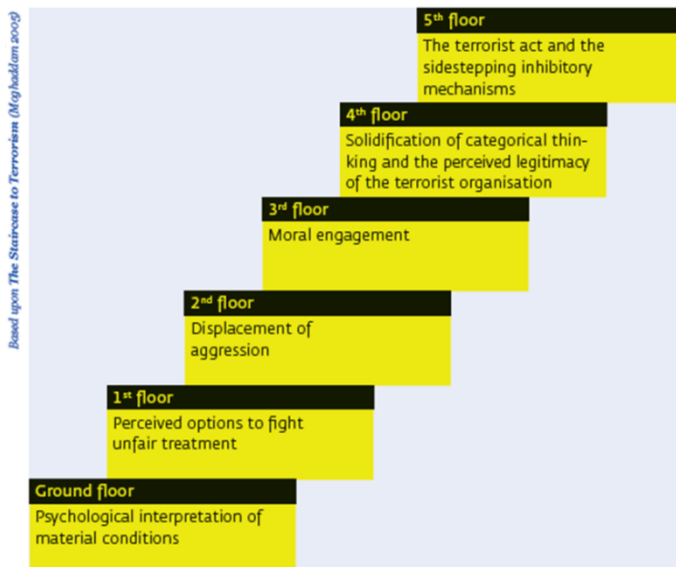 Based upon The Staircase to Terrorism (Moghaddam 2005)
5th floor
The terrorist act and the
sidestepping inhibitory
mechanisms
4th floor
Solidification of categorical thin-
king and the perceived legitimacy
of the terrorist organisation
3rd floor
Moral engagement
2nd floor
Displacement of
aggression
1st floor
Perceived options to fight
unfair treatment
Ground floor
Psychological interpretation of
material conditions